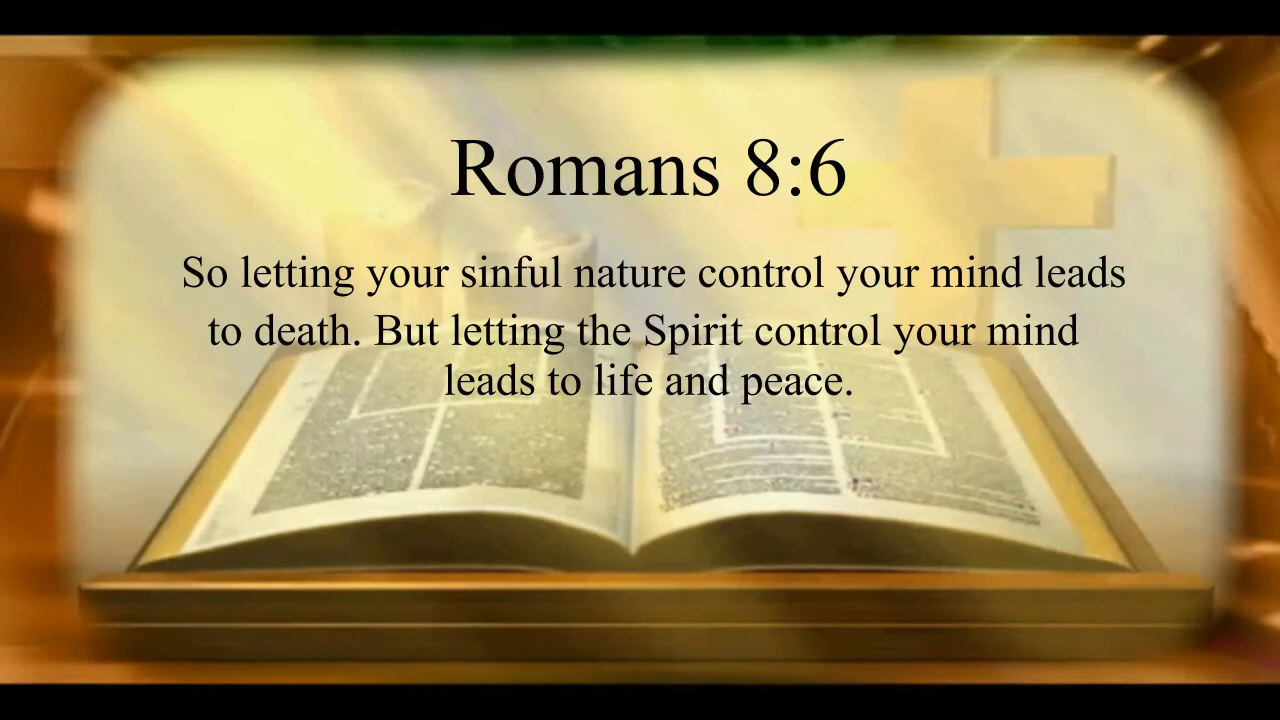 Romans 8:6
So letting your sinful nature control your mind leads
to death. But letting the Spirit control your mind
leads to life and peace.